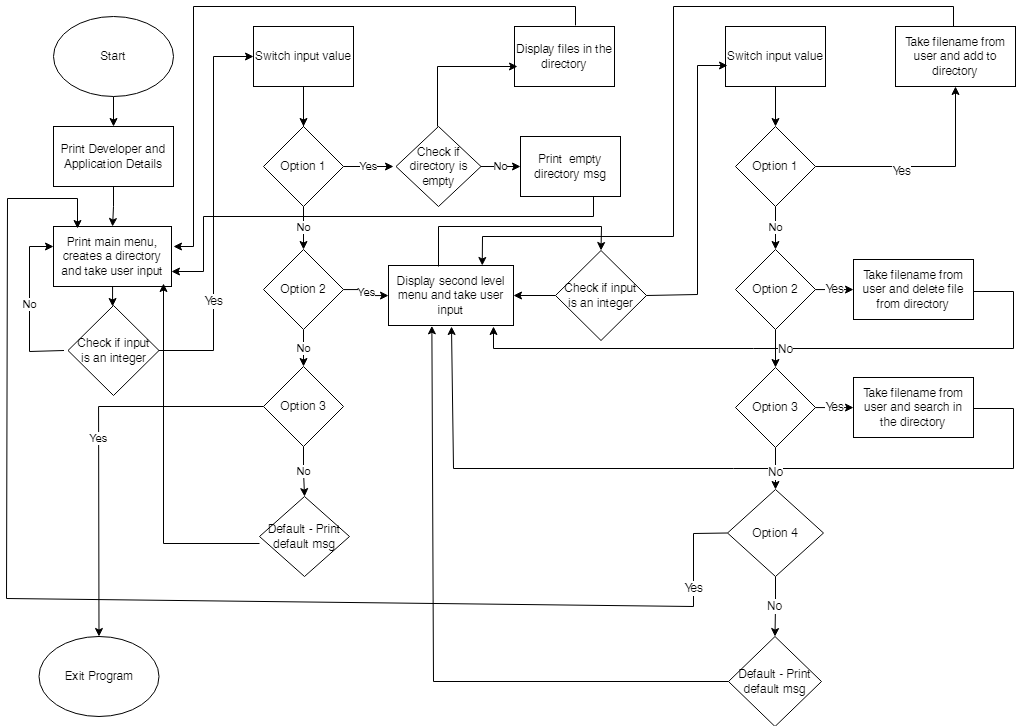 Start
Print Developer and
Application Details
Print main menu,
creates a directory
and take user input
No
Check if input
is an integer
Yes
Switch input value
Option 1
Yes
Check if
directory is
empty
Display files in the
directory
No
Print empty
directory msg
No
Option 2
Yes
Display second level
menu and take user
input
Check if input
is an integer
No
Option 3
Yes
No
Default - Print
default msg
Exit Program
Switch input value
Take filename from
user and add to
directory
Option 1
Yes
No
Option 2
Yes
Take filename from
user and delete file
from directory
No
Option 3
Yes
Take filename from
user and search in
the directory
No
Option 4
Yes
No
Default - Print
default msg